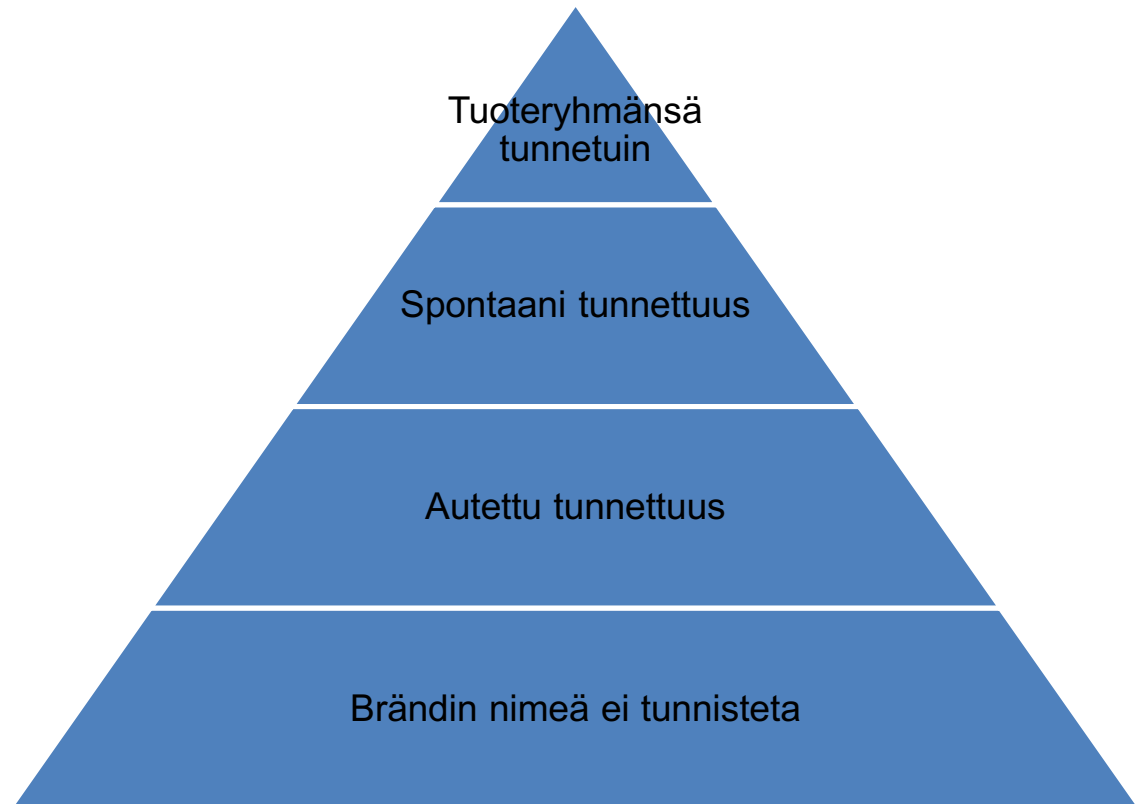 Tuoteryhmänsä
tunnetuin
Spontaani tunnettuus
Autettu tunnettuus
Brändin nimeä ei tunnisteta